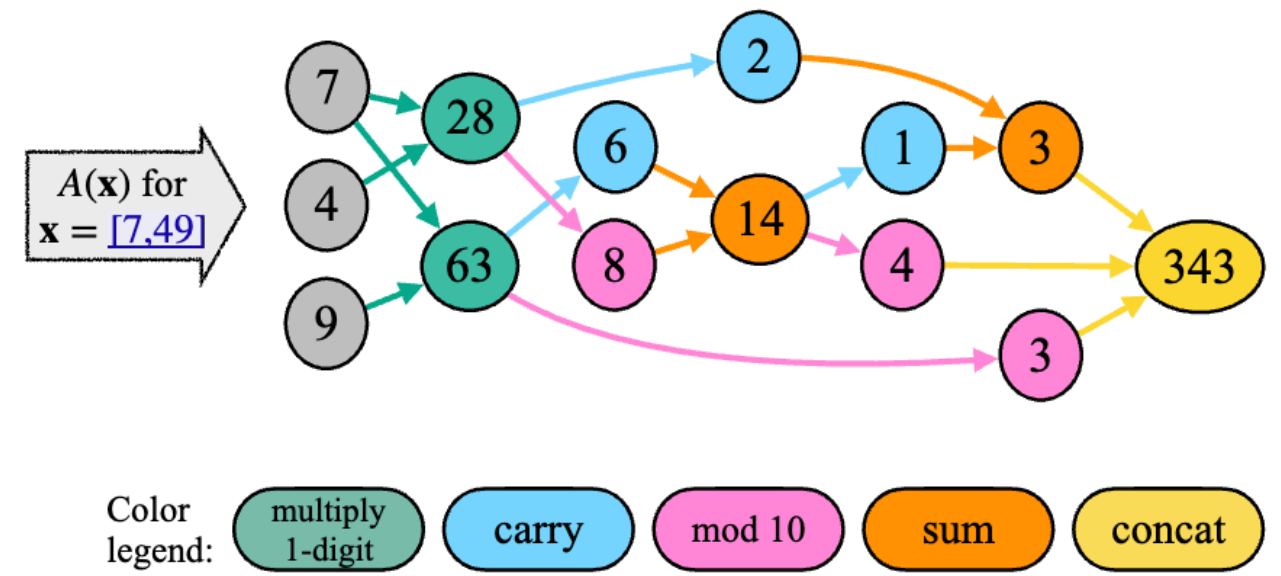 A(x) for
x = [7,49]
7
4
9
28
63
2
6
8
14
1
4
3
3
343
Color
legend:
multiply
1-digit
carry
mod 10
sum
concat